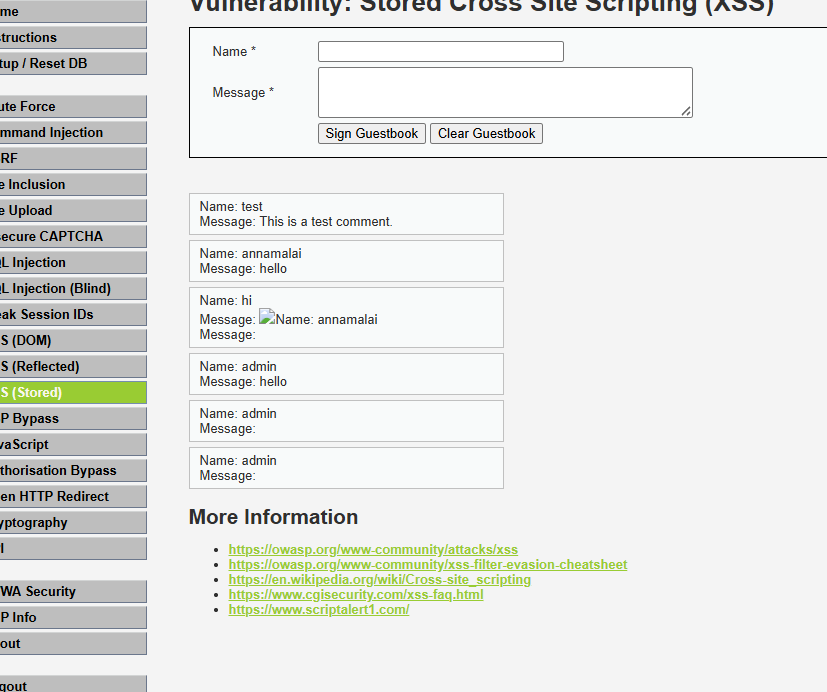 Vulnerability: Stored Cross Site Scripting (XSS)
me
structions
tup / Reset DB
ute Force
mmand Injection
RF
e Inclusion
e Upload
secure CAPTCHA
QL Injection
QL Injection (Blind)
eak Session IDs
S (DOM)
S (Reflected)
S (Stored)
P Bypass
vaScript
thorisation Bypass
en HTTP Redirect
yptography
I
WA Security
P Info
out
gout
Name *
Message *
Sign Guestbook Clear Guestbook
Name: test
Message: This is a test comment.
Name: annamalai
Message: hello
Name: hi
Message: Name: annamalai
Message:
Name: admin
Message: hello
Name: admin
Message:
Name: admin
Message:
More Information
https://owasp.org/www-community/attacks/xss
https://owasp.org/www-community/xss-filter-evasion-cheatsheet
https://en.wikipedia.org/wiki/Cross-site_scripting
https://www.cgisecurity.com/xss-faq.html
https://www.scriptalert1.com/